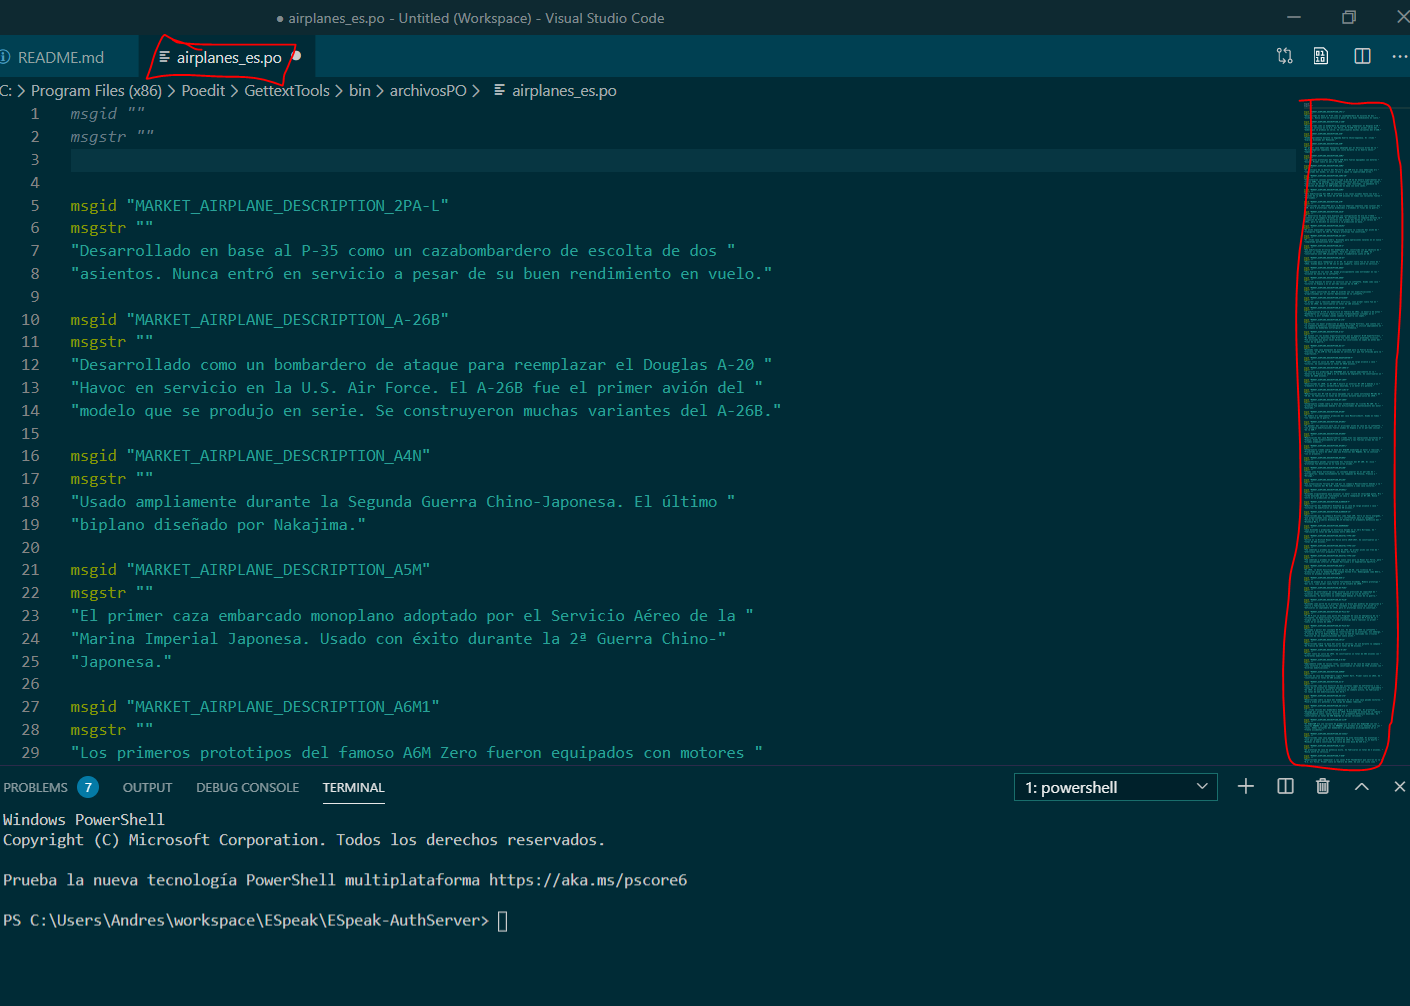 ● airplanes_es.po - Untitled (Workspace) - Visual Studio Code
README.md
airplanes_es.po
C: > Program Files (x86) > Poedit > GettextTools > bin > archivosPO > airplanes_es.po
1 msgid ""
2 msgstr ""
3
4
5 msgid "MARKET_AIRPLANE_DESCRIPTION_2PA-L"
6 msgstr ""
7 "Desarrollado en base al P-35 como un cazabombardero de escolta de dos "
8 "asientos. Nunca entró en servicio a pesar de su buen rendimiento en vuelo."
9
10 msgid "MARKET_AIRPLANE_DESCRIPTION_A-26B"
11 msgstr ""
12 "Desarrollado como un bombardero de ataque para reemplazar el Douglas A-20 "
13 "Havoc en servicio en la U.S. Air Force. El A-26B fue el primer avión del "
14 "modelo que se produjo en serie. Se construyeron muchas variantes del A-26B."
15
16 msgid "MARKET_AIRPLANE_DESCRIPTION_A4N"
17 msgstr ""
18 "Usado ampliamente durante la Segunda Guerra Chino-Japonesa. El último "
19 "biplano diseñado por Nakajima."
20
21 msgid "MARKET_AIRPLANE_DESCRIPTION_A5M"
22 msgstr ""
23 "El primer caza embarcado monoplano adoptado por el Servicio Aéreo de la "
24 "Marina Imperial Japonesa. Usado con éxito durante la 2ª Guerra Chino-"
25 "Japonesa."
26
27 msgid "MARKET_AIRPLANE_DESCRIPTION_A6M1"
28 msgstr ""
29 "Los primeros prototipos del famoso A6M Zero fueron equipados con motores "
PROBLEMS 7 OUTPUT DEBUG CONSOLE TERMINAL 1: powershell
Windows PowerShell
Copyright (C) Microsoft Corporation. Todos los derechos reservados.
Prueba la nueva tecnología PowerShell multiplataforma https://aka.ms/pscore6
PS C:\Users\Andres\workspace\ESpeak\ESpeak-AuthServer>